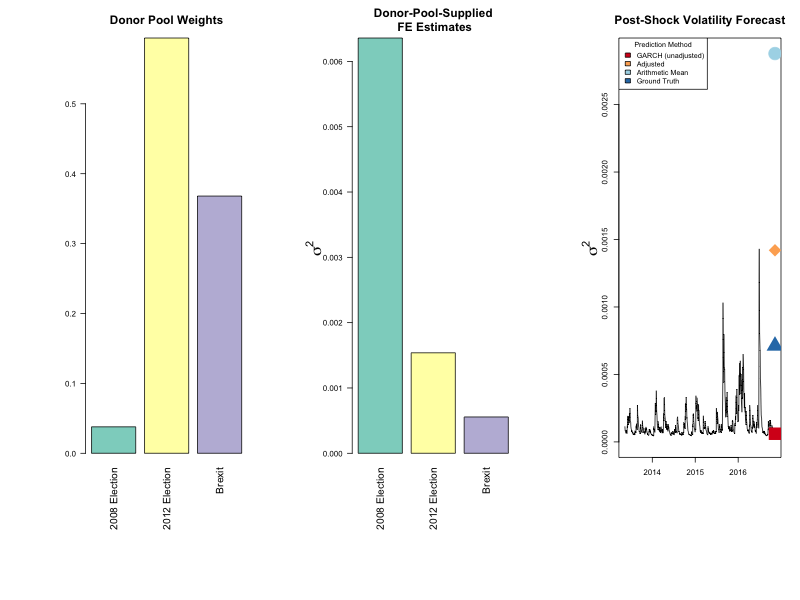 Donor Pool Weights
0.0
0.1
0.2
0.3
0.4
0.5
2008 Election
2012 Election
Brexit
Donor-Pool-Supplied
FE Estimates
σ²
0.000
0.001
0.002
0.003
0.004
0.005
0.006
2008 Election
2012 Election
Brexit
Post-Shock Volatility Forecast
Prediction Method
GARCH (unadjusted)
Adjusted
Arithmetic Mean
Ground Truth
σ²
0.0000
0.0005
0.0010
0.0015
0.0020
0.0025
2014
2015
2016